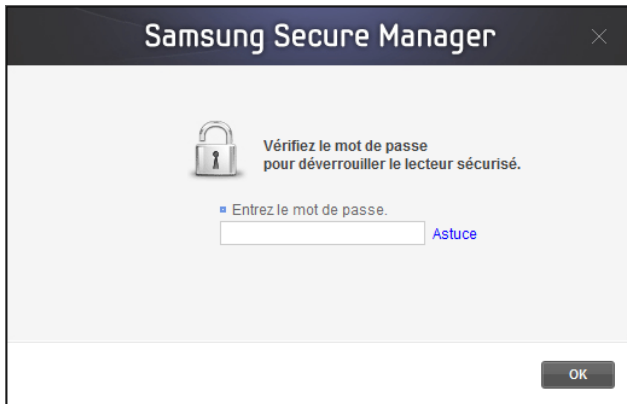 Samsung Secure Manager
Vérifiez le mot de passe
pour déverrouiller le lecteur sécurisé.
Entrez le mot de passe.
Astuce
OK